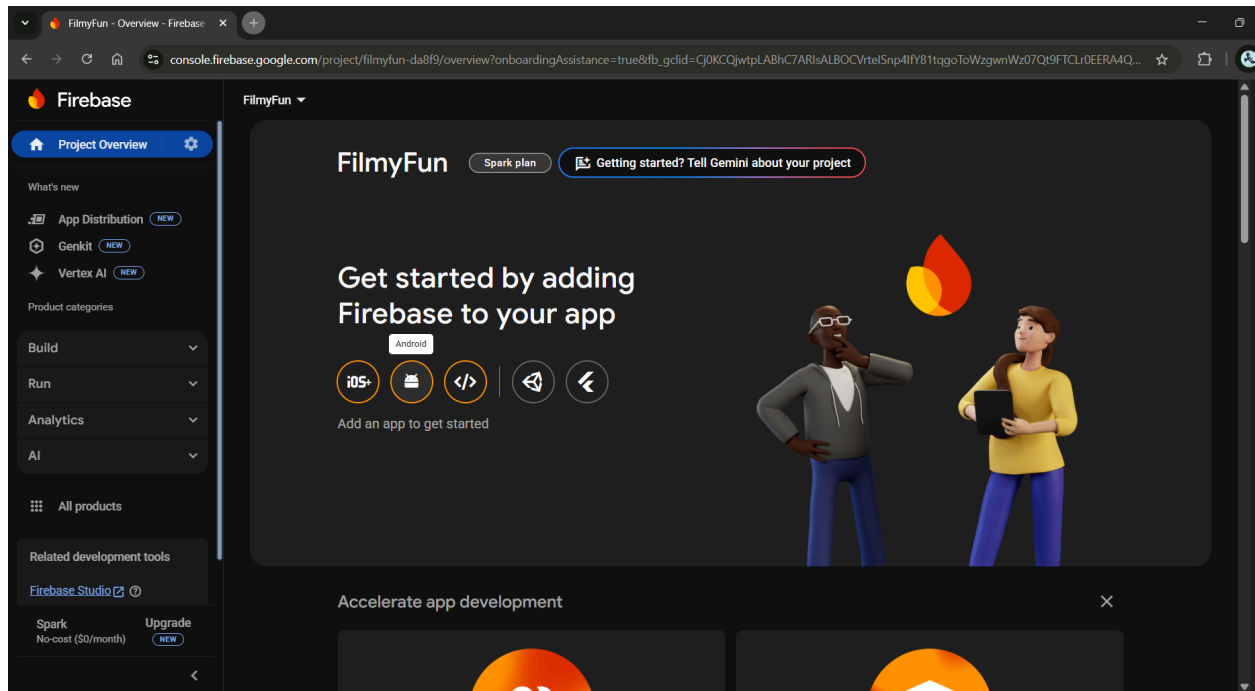 FilmyFun - Overview - Firebase
console.firebase.google.com/project/filmyfun-da8f9/overview?onboardingAssistance=true&fb_gclid=Cj0KCQjwtpLABhC7ARIsALBOCVrtelSnp4IfY81tqgoToWzgwnWz07Qt9FTCLr0EERA4Q...
Firebase
FilmyFun
Project Overview
FilmyFun
Spark plan
Getting started? Tell Gemini about your project
What's new
App Distribution NEW
Genkit NEW
Vertex AI NEW
Product categories
Build
Run
Analytics
AI
All products
Related development tools
Firebase Studio
Spark
No-cost ($0/month)
Upgrade
NEW
Get started by adding
Firebase to your app
Android
iOS+
</>
Add an app to get started
Accelerate app development